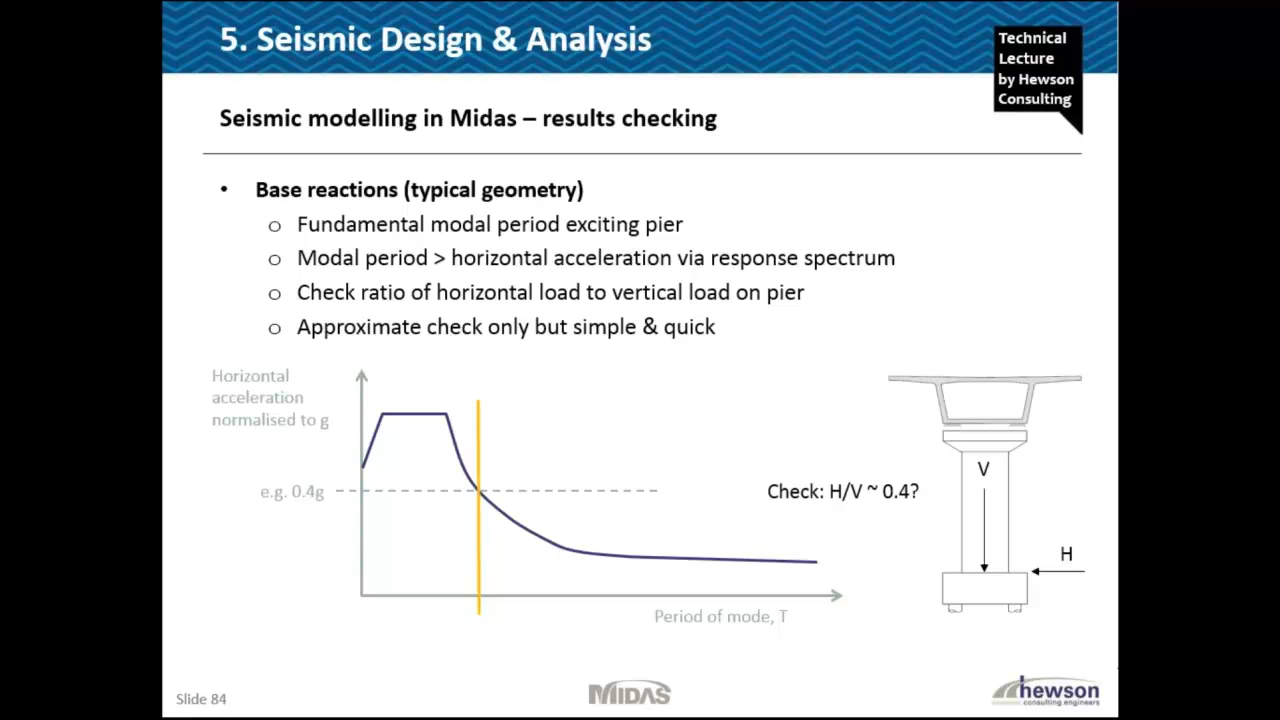 5. Seismic Design & Analysis
Technical
Lecture
by Hewson
Consulting
Seismic modelling in Midas – results checking
• Base reactions (typical geometry)
o Fundamental modal period exciting pier
o Modal period > horizontal acceleration via response spectrum
o Check ratio of horizontal load to vertical load on pier
o Approximate check only but simple & quick
Horizontal
acceleration
normalised to g
e.g. 0.4g
Period of mode, T
Check: H/V ~ 0.4?
V
H
Slide 84
MIDAS
hewson
consulting engineers